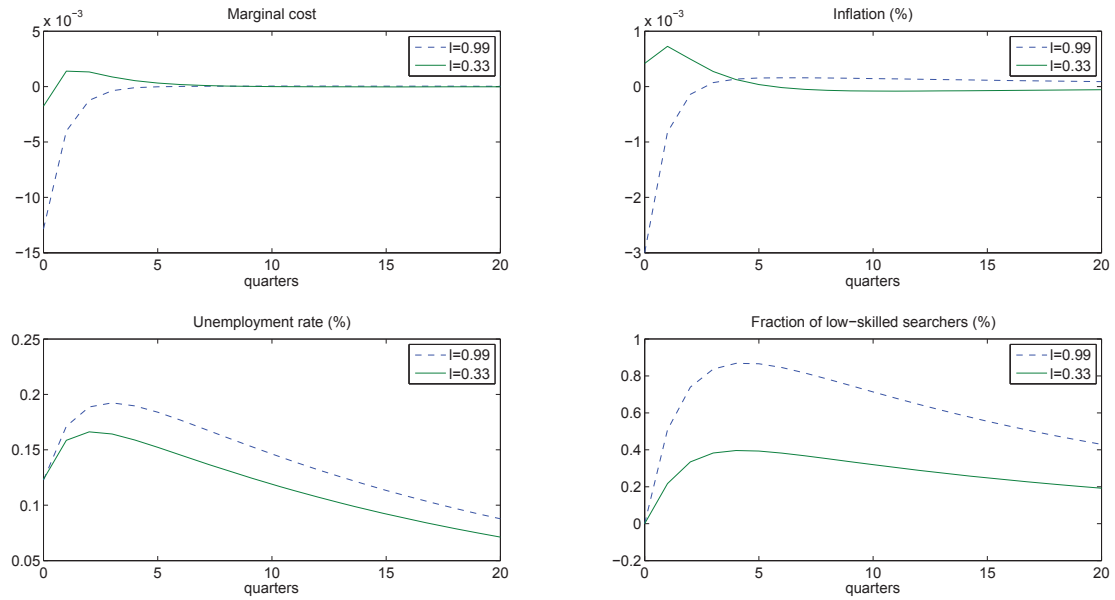 Marginal cost
x 10−3
5
0
−5
−10
−15
0 5 10 15 20
quarters
l=0.99
l=0.33
Inflation (%)
x 10−3
1
0
−1
−2
−3
0 5 10 15 20
quarters
l=0.99
l=0.33
Unemployment rate (%)
0.25
0.2
0.15
0.1
0.05
0 5 10 15 20
quarters
l=0.99
l=0.33
Fraction of low−skilled searchers (%)
1
0.8
0.6
0.4
0.2
0
−0.2
0 5 10 15 20
quarters
l=0.99
l=0.33